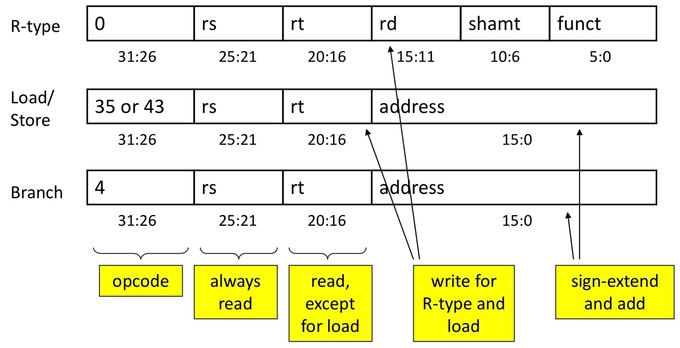 R-type 0 rs rt rd shamt funct
31:26 25:21 20:16 15:11 10:6 5:0
Load/
Store
35 or 43 rs rt address
31:26 25:21 20:16 15:0
Branch 4 rs rt address
31:26 25:21 20:16 15:0
opcode
always
read
read,
except
for load
write for
R-type and
load
sign-extend
and add